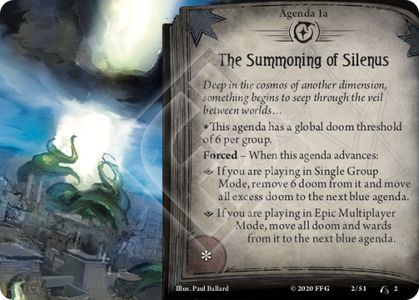 Agenda 1a
The Summoning of Silenus
Deep in the cosmos of another dimension,
something begins to seep through the veil
between worlds…
*This agenda has a global doom threshold
of 6 per group.
Forced – When this agenda advances:
If you are playing in Single Group
Mode, remove 6 doom from it and move
all excess doom to the next blue agenda.
If you are playing in Epic Multiplayer
Mode, move all doom and wards
from it to the next blue agenda.
*
Illus. Paul Ballard © 2020 FFG 2/51 2